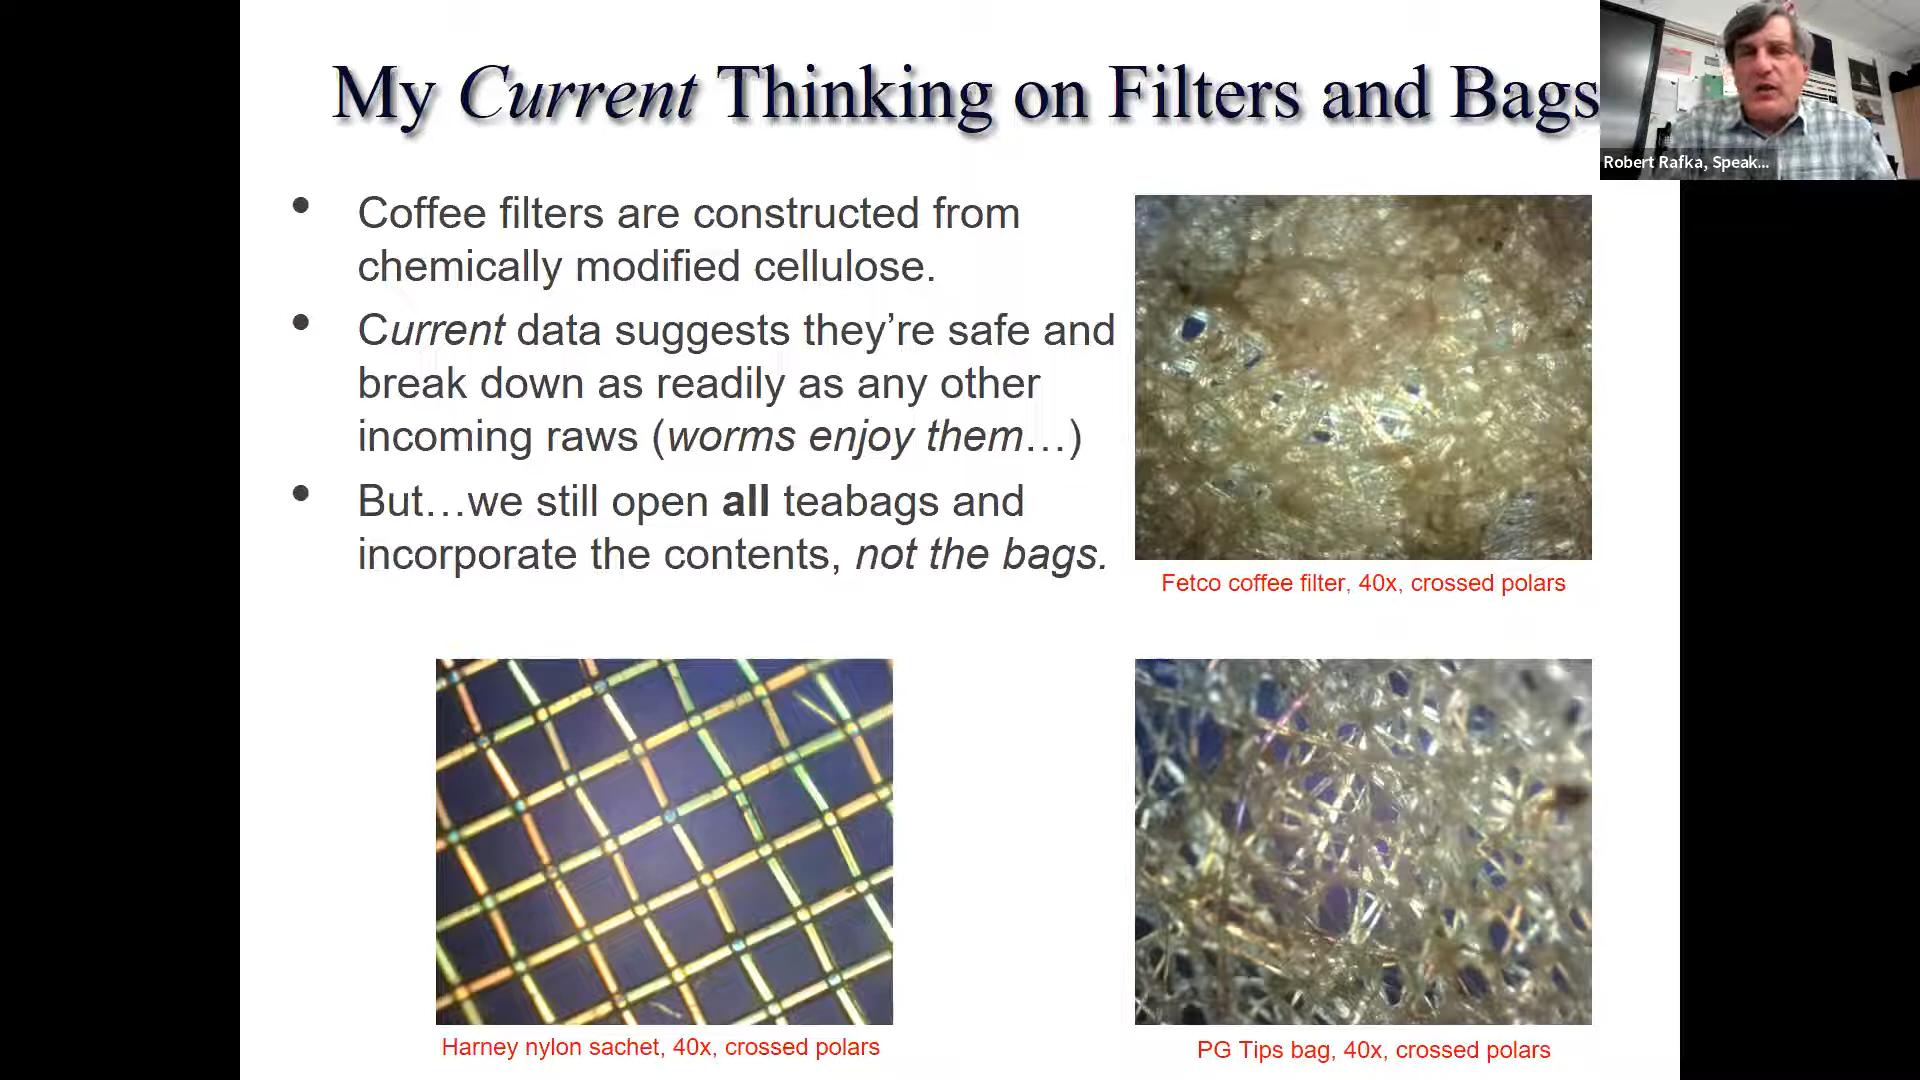 My Current Thinking on Filters and Bags
Robert Rafka, Speak...
• Coffee filters are constructed from
chemically modified cellulose.
• Current data suggests they’re safe and
break down as readily as any other
incoming raws (worms enjoy them…)
• But…we still open all teabags and
incorporate the contents, not the bags.
Fetco coffee filter, 40x, crossed polars
Harney nylon sachet, 40x, crossed polars
PG Tips bag, 40x, crossed polars